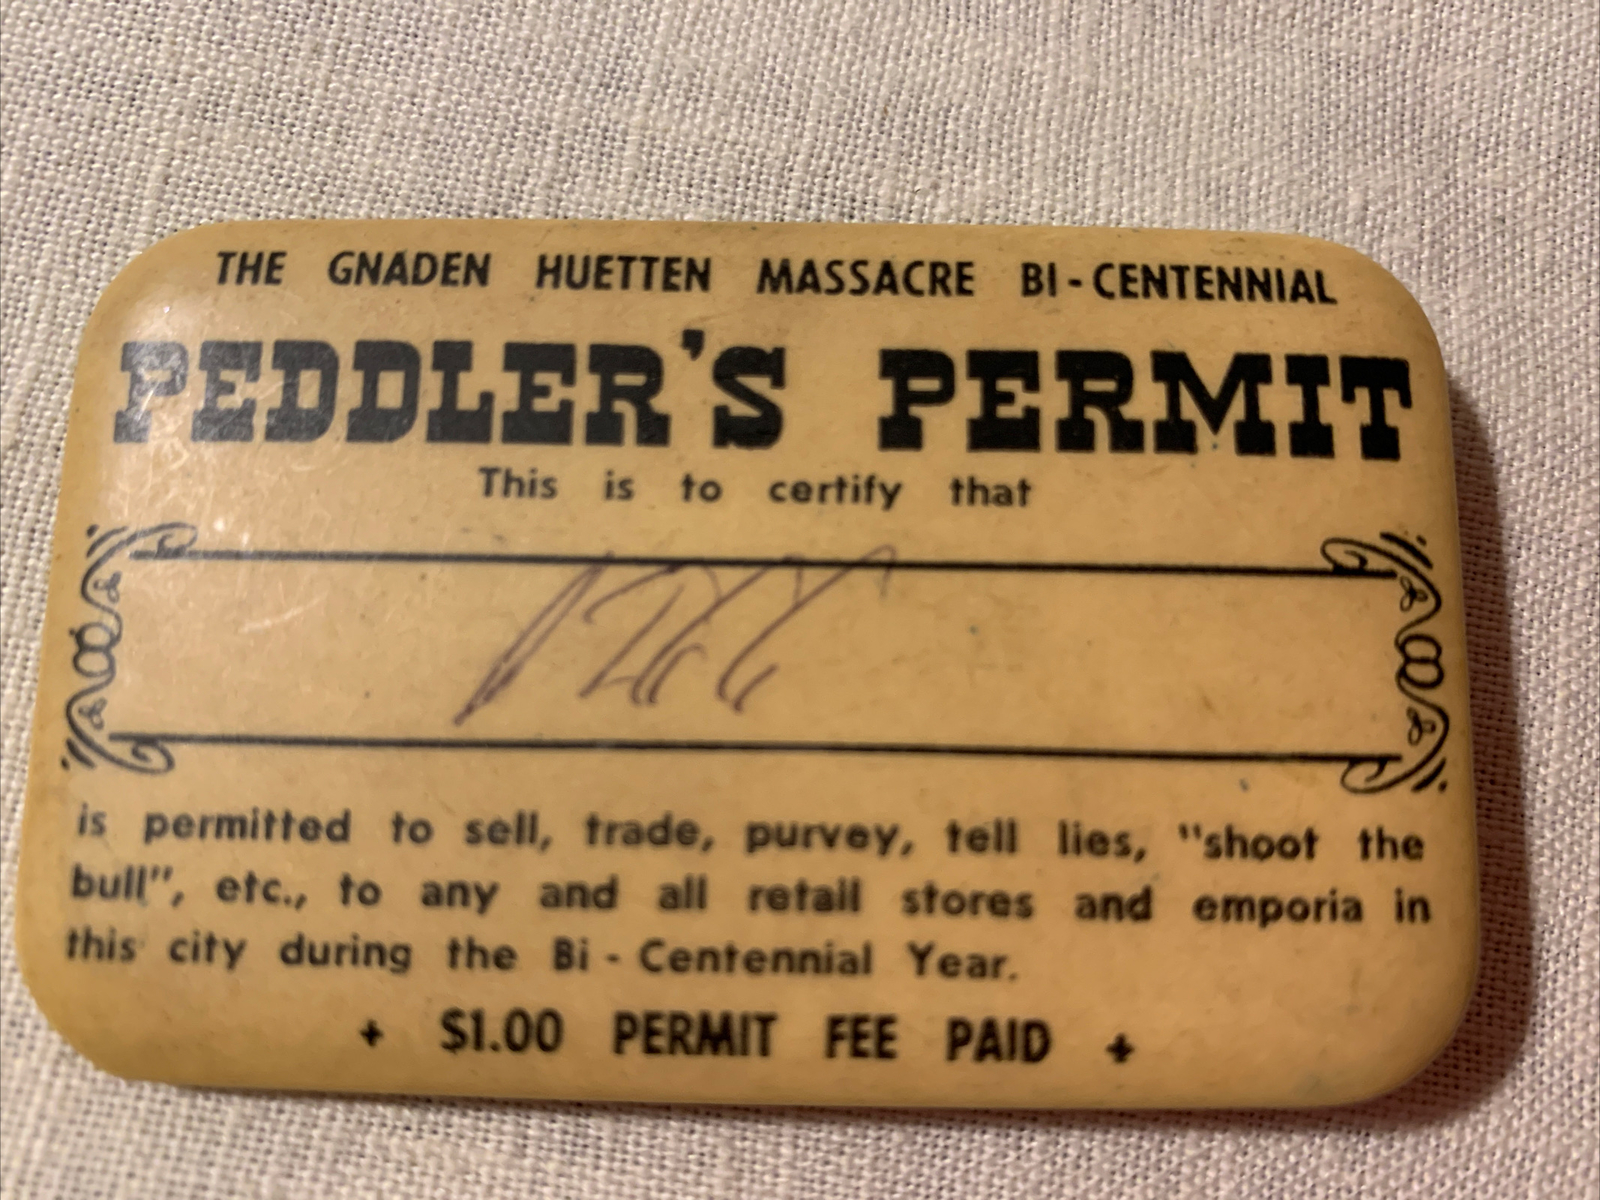 THE GNADEN HUETTEN MASSACRE BI-CENTENNIAL
PEDDLER'S PERMIT
This is to certify that
is permitted to sell, trade, purvey, tell lies, "shoot the
bull", etc., to any and all retail stores and emporia in
this city during the Bi-Centennial Year.
+ $1.00 PERMIT FEE PAID +